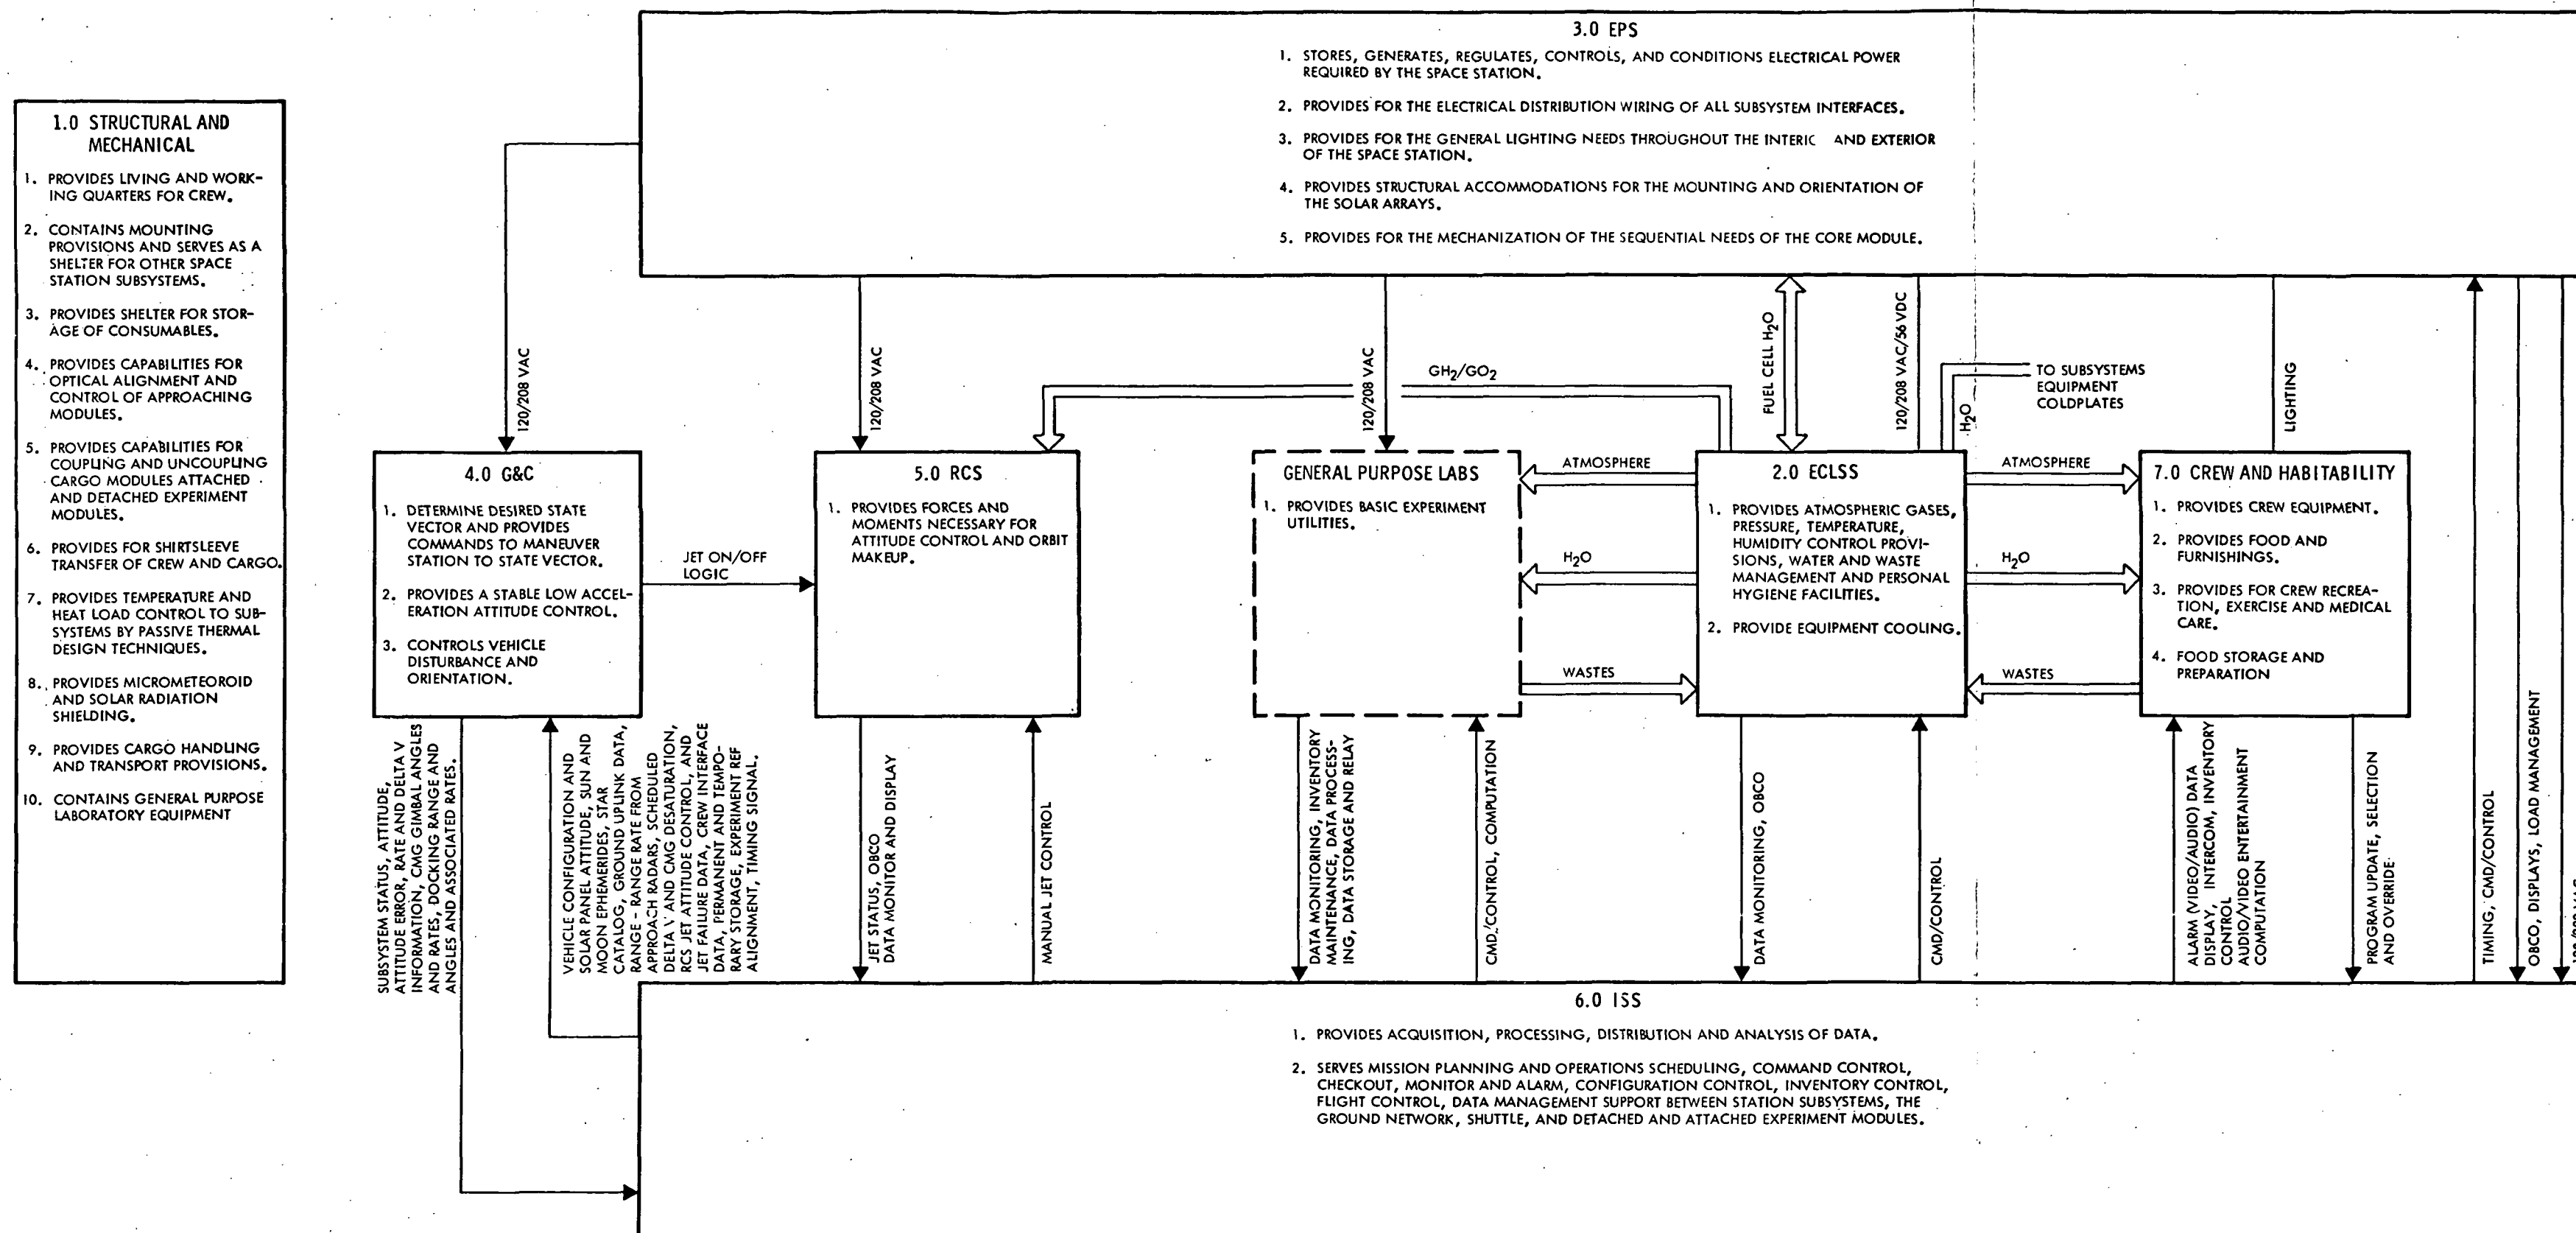 3.0 EPS
1. STORES, GENERATES, REGULATES, CONTROLS, AND CONDITIONS ELECTRICAL POWER
REQUIRED BY THE SPACE STATION.
2. PROVIDES FOR THE ELECTRICAL DISTRIBUTION WIRING OF ALL SUBSYSTEM INTERFACES.
3. PROVIDES FOR THE GENERAL LIGHTING NEEDS THROUGHOUT THE INTERIC AND EXTERIOR
OF THE SPACE STATION.
4. PROVIDES STRUCTURAL ACCOMMODATIONS FOR THE MOUNTING AND ORIENTATION OF
THE SOLAR ARRAYS.
5. PROVIDES FOR THE MECHANIZATION OF THE SEQUENTIAL NEEDS OF THE CORE MODULE.
1.0 STRUCTURAL AND
MECHANICAL
1. PROVIDES LIVING AND WORK-
ING QUARTERS FOR CREW.
2. CONTAINS MOUNTING
PROVISIONS AND SERVES AS A
SHELTER FOR OTHER SPACE
STATION SUBSYSTEMS.
3. PROVIDES SHELTER FOR STOR-
AGE OF CONSUMABLES.
4. PROVIDES CAPABILITIES FOR
OPTICAL ALIGNMENT AND
CONTROL OF APPROACHING
MODULES.
5. PROVIDES CAPABILITIES FOR
COUPLING AND UNCOUPLING
CARGO MODULES ATTACHED
AND DETACHED EXPERIMENT
MODULES.
6. PROVIDES FOR SHIRTSLEEVE
TRANSFER OF CREW AND CARGO.
7. PROVIDES TEMPERATURE AND
HEAT LOAD CONTROL TO SUB-
SYSTEMS BY PASSIVE THERMAL
DESIGN TECHNIQUES.
8. PROVIDES MICROMETEOROID
AND SOLAR RADIATION
SHIELDING.
9. PROVIDES CARGO HANDLING
AND TRANSPORT PROVISIONS.
10. CONTAINS GENERAL PURPOSE
LABORATORY EQUIPMENT
120/208 VAC
120/208 VAC
120/208 VAC
GH2/GO2
FUEL CELL H2O
120/208 VAC/56 VDC
H2O
TO SUBSYSTEMS
EQUIPMENT
COLDPLATES
LIGHTING
4.0 G&C
1. DETERMINE DESIRED STATE
VECTOR AND PROVIDES
COMMANDS TO MANEUVER
STATION TO STATE VECTOR.
2. PROVIDES A STABLE LOW ACCEL-
ERATION ATTITUDE CONTROL.
3. CONTROLS VEHICLE
DISTURBANCE AND
ORIENTATION.
JET ON/OFF
LOGIC
5.0 RCS
1. PROVIDES FORCES AND
MOMENTS NECESSARY FOR
ATTITUDE CONTROL AND ORBIT
MAKEUP.
GENERAL PURPOSE LABS
1. PROVIDES BASIC EXPERIMENT
UTILITIES.
ATMOSPHERE
H2O
WASTES
2.0 ECLSS
1. PROVIDES ATMOSPHERIC GASES,
PRESSURE, TEMPERATURE,
HUMIDITY CONTROL PROVI-
SIONS, WATER AND WASTE
MANAGEMENT AND PERSONAL
HYGIENE FACILITIES.
2. PROVIDE EQUIPMENT COOLING.
ATMOSPHERE
H2O
WASTES
7.0 CREW AND HABITABILITY
1. PROVIDES CREW EQUIPMENT.
2. PROVIDES FOOD AND
FURNISHINGS.
3. PROVIDES FOR CREW RECREA-
TION, EXERCISE AND MEDICAL
CARE.
4. FOOD STORAGE AND
PREPARATION
SUBSYSTEM STATUS, ATTITUDE,
ATTITUDE ERROR, RATE AND DELTA V
INFORMATION, CMG GIMBAL ANGLES
AND RATES, DOCKING RANGE AND
ANGLES AND ASSOCIATED RATES.
VEHICLE CONFIGURATION AND
SOLAR PANEL ATTITUDE, SUN AND
MOON EPHEMERIDES, STAR
CATALOG, GROUND UPLINK DATA,
RANGE - RANGE RATE FROM
APPROACH RADARS, SCHEDULED
DELTA V AND CMG DESATURATION,
RCS JET ATTITUDE CONTROL, AND
JET FAILURE DATA, CREW INTERFACE
DATA, PERMANENT AND TEMPO-
RARY STORAGE, EXPERIMENT REF
ALIGNMENT, TIMING SIGNAL.
JET STATUS, OBCO
DATA MONITOR AND DISPLAY
MANUAL JET CONTROL
DATA MONITORING, INVENTORY
MAINTENANCE, DATA PROCESS-
ING, DATA STORAGE AND RELAY
CMD/CONTROL, COMPUTATION
DATA MONITORING, OBCO
CMD/CONTROL
ALARM (VIDEO/AUDIO) DATA
DISPLAY, INTERCOM, INVENTORY
CONTROL
AUDIO/VIDEO ENTERTAINMENT
COMPUTATION
PROGRAM UPDATE, SELECTION
AND OVERRIDE
TIMING, CMD/CONTROL
OBCO, DISPLAYS, LOAD MANAGEMENT
6.0 ISS
1. PROVIDES ACQUISITION, PROCESSING, DISTRIBUTION AND ANALYSIS OF DATA.
2. SERVES MISSION PLANNING AND OPERATIONS SCHEDULING, COMMAND CONTROL,
CHECKOUT, MONITOR AND ALARM, CONFIGURATION CONTROL, INVENTORY CONTROL,
FLIGHT CONTROL, DATA MANAGEMENT SUPPORT BETWEEN STATION SUBSYSTEMS, THE
GROUND NETWORK, SHUTTLE, AND DETACHED AND ATTACHED EXPERIMENT MODULES.